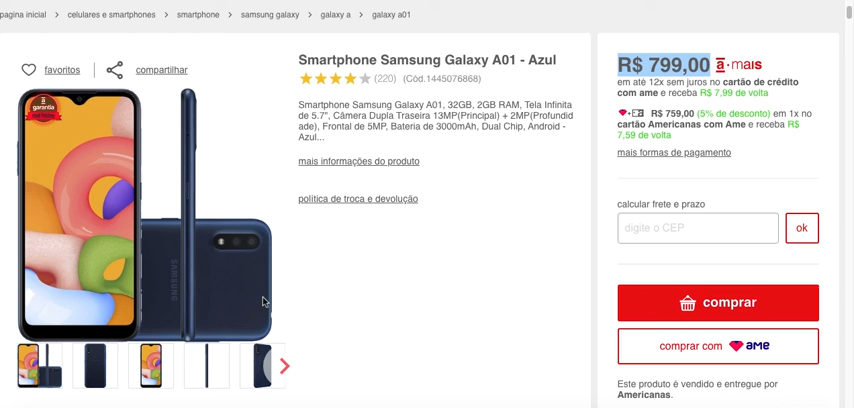 pagina inicial > celulares e smartphones > smartphone > samsung galaxy > galaxy a > galaxy a01
favoritos
compartilhar
a
garantia
SAMSUNG
Smartphone Samsung Galaxy A01 - Azul
(220) (Cód.1445076868)
Smartphone Samsung Galaxy A01, 32GB, 2GB RAM, Tela Infinita
de 5.7”, Câmera Dupla Traseira 13MP(Principal) + 2MP(Profundid
ade), Frontal de 5MP, Bateria de 3000mAh, Dual Chip, Android -
Azul...
mais informações do produto
política de troca e devolução
R$ 799,00 a+mais
em até 12x sem juros no cartão de crédito
com ame e receba R$ 7,99 de volta
R$ 759,00 (5% de desconto) em 1x no
cartão Americanas com Ame e receba R$
7,59 de volta
mais formas de pagamento
calcular frete e prazo
digite o CEP
ok
comprar
comprar com ame
Este produto é vendido e entregue por
Americanas.